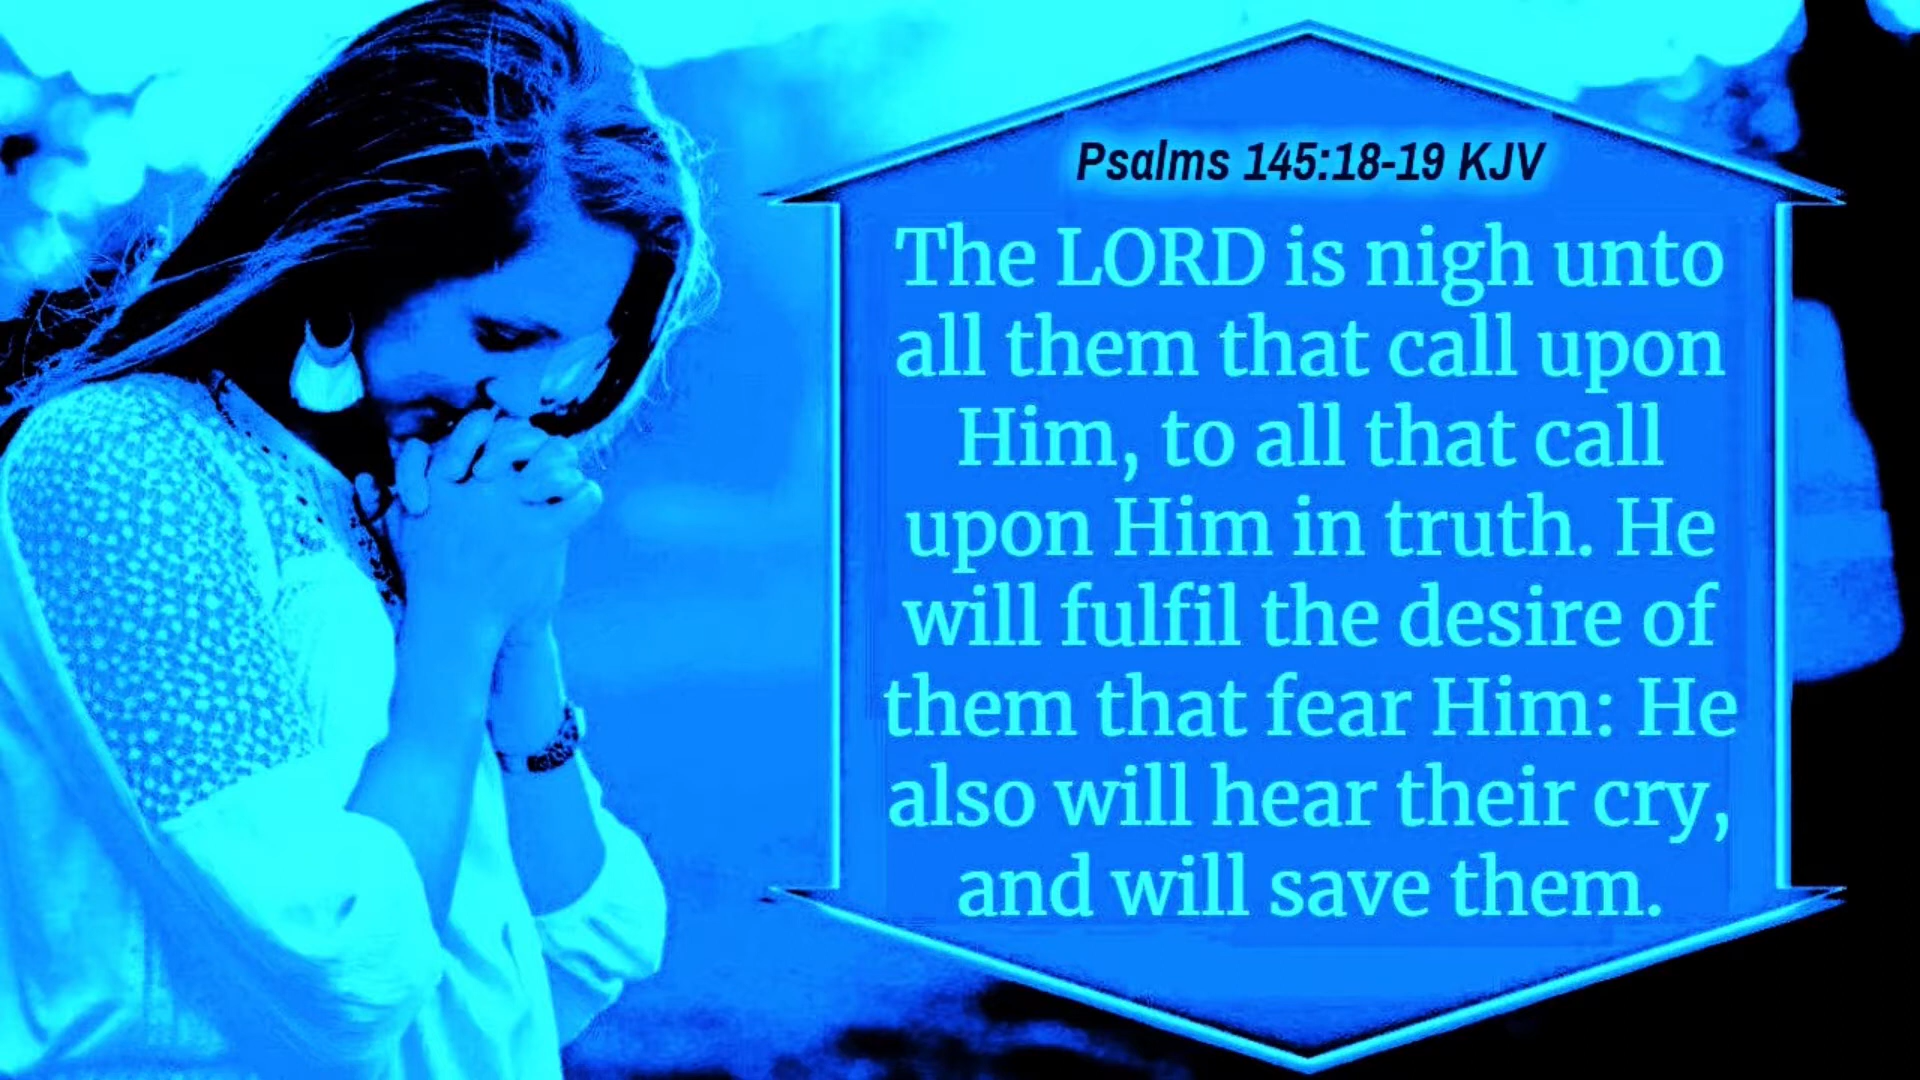 Psalms 145:18-19 KJV
The LORD is nigh unto
all them that call upon
Him, to all that call
upon Him in truth. He
will fulfil the desire of
them that fear Him: He
also will hear their cry,
and will save them.